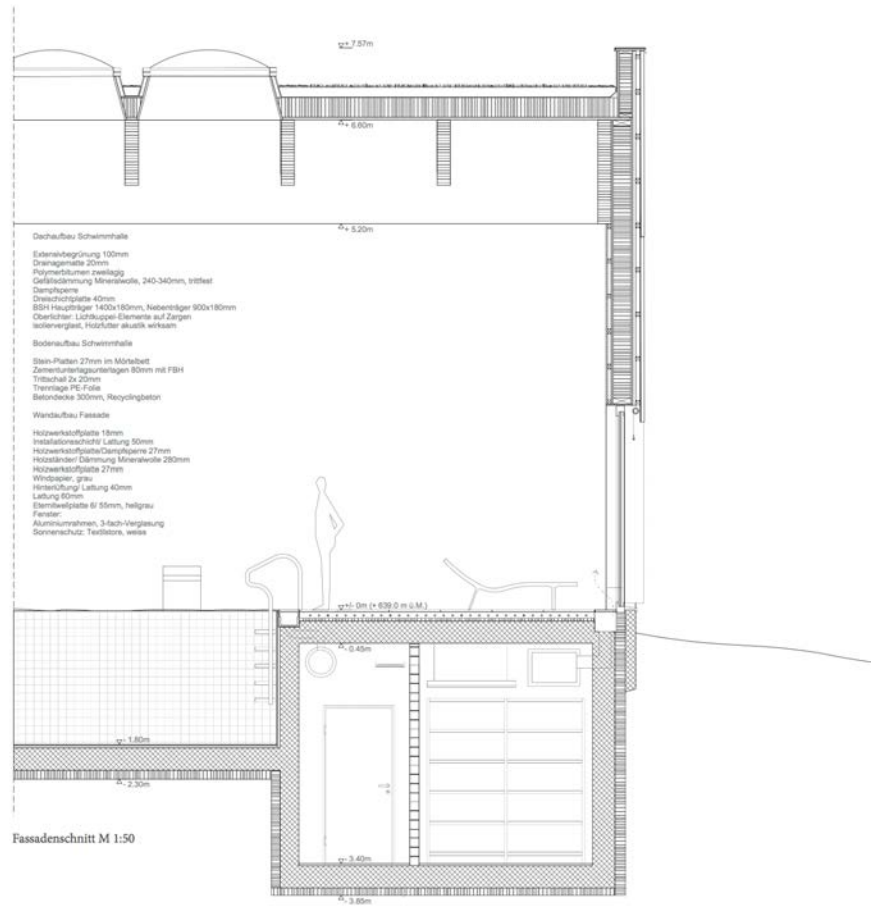 + 7.57m
+ 6.60m
+ 5.20m
Dachaufbau Schwimmhalle
Extensivbegrünung 100mm
Drainagematte 20mm
Polymerbitumen zweilagig
Gefällsdämmung Mineralwolle, 240-340mm, trittfest
Dampfsperre
Dreischichtplatte 40mm
BSH Hauptträger 1400x180mm, Nebenträger 900x180mm
Oberlichter: Lichtkuppel-Elemente auf Zargen
isolierverglast, Holzfutter akustik wirksam
Bodenaufbau Schwimmhalle
Stein-Platten 27mm im Mörtelbett
Zementunterlagsunterlagen 80mm mit FBH
Trittschall 2x 20mm
Trennlage PE-Folie
Betondecke 300mm, Recyclingbeton
Wandaufbau Fassade
Holzwerkstoffplatte 18mm
Installationsschicht/ Lattung 50mm
Holzwerkstoffplatte/Dampfsperre 27mm
Holzständer/ Dämmung Mineralwolle 280mm
Holzwerkstoffplatte 27mm
Windpapier, grau
Hinterlüftung/ Lattung 40mm
Lattung 60mm
Eternitwellplatte 6/ 55mm, hellgrau
Fenster:
Aluminiumrahmen, 3-fach-Verglasung
Sonnenschutz: Textilstore, weiss
+/- 0m (+ 639.0 m ü.M.)
- 0.45m
- 1.80m
- 2.30m
Fassadenschnitt M 1:50
- 3.40m
- 3.85m